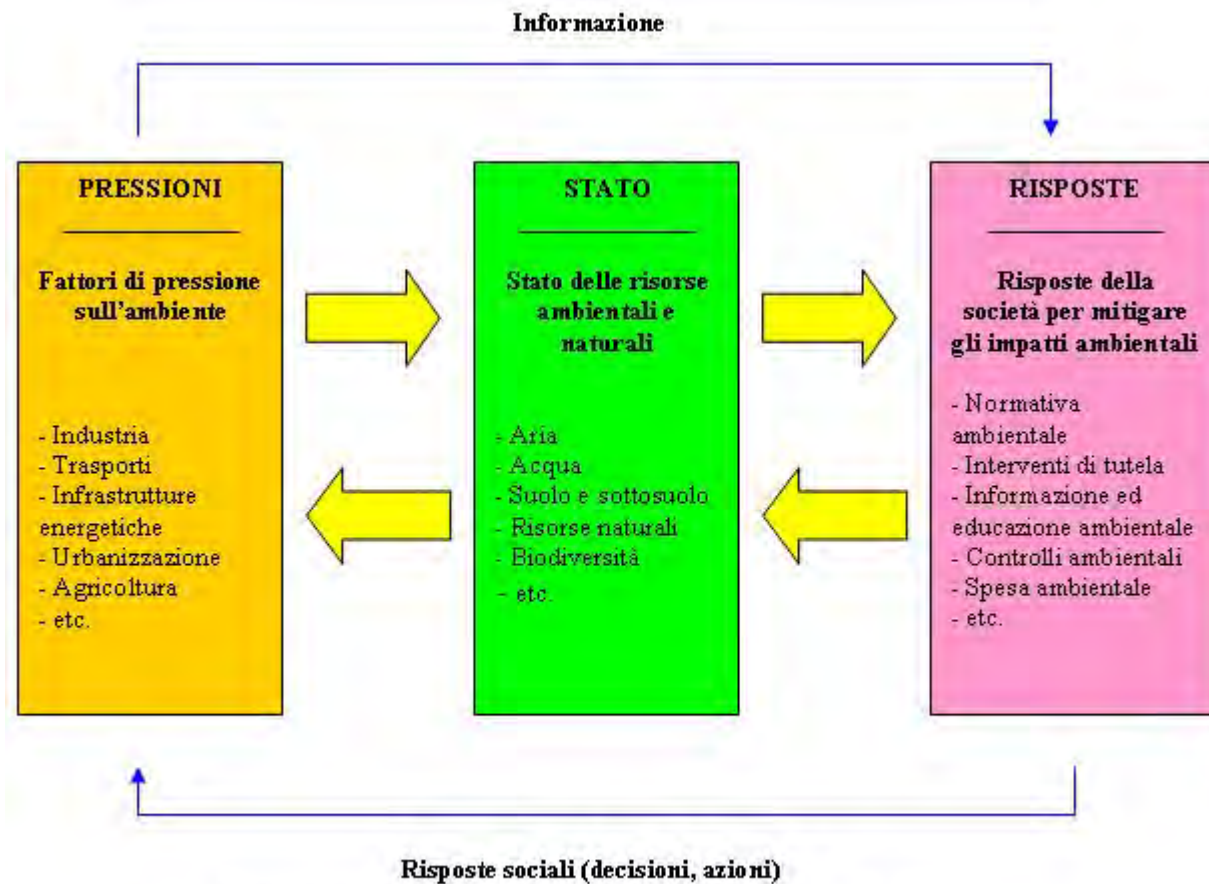 Informazione
PRESSIONI
Fattori di pressione
sull'ambiente
- Industria
- Trasporti
- Infrastrutture
energetiche
- Urbanizzazione
- Agricoltura
- etc.
STATO
Stato delle risorse
ambientali e
naturali
- Aria
- Acqua
- Suolo e sottosuolo
- Risorse naturali
- Biodiversità
- etc.
RISPOSTE
Risposte della
società per mitigare
gli impatti ambientali
- Normativa
ambientale
- Interventi di tutela
- Informazione ed
educazione ambientale
- Controlli ambientali
- Spesa ambientale
- etc.
Risposte sociali (decisioni, azioni)